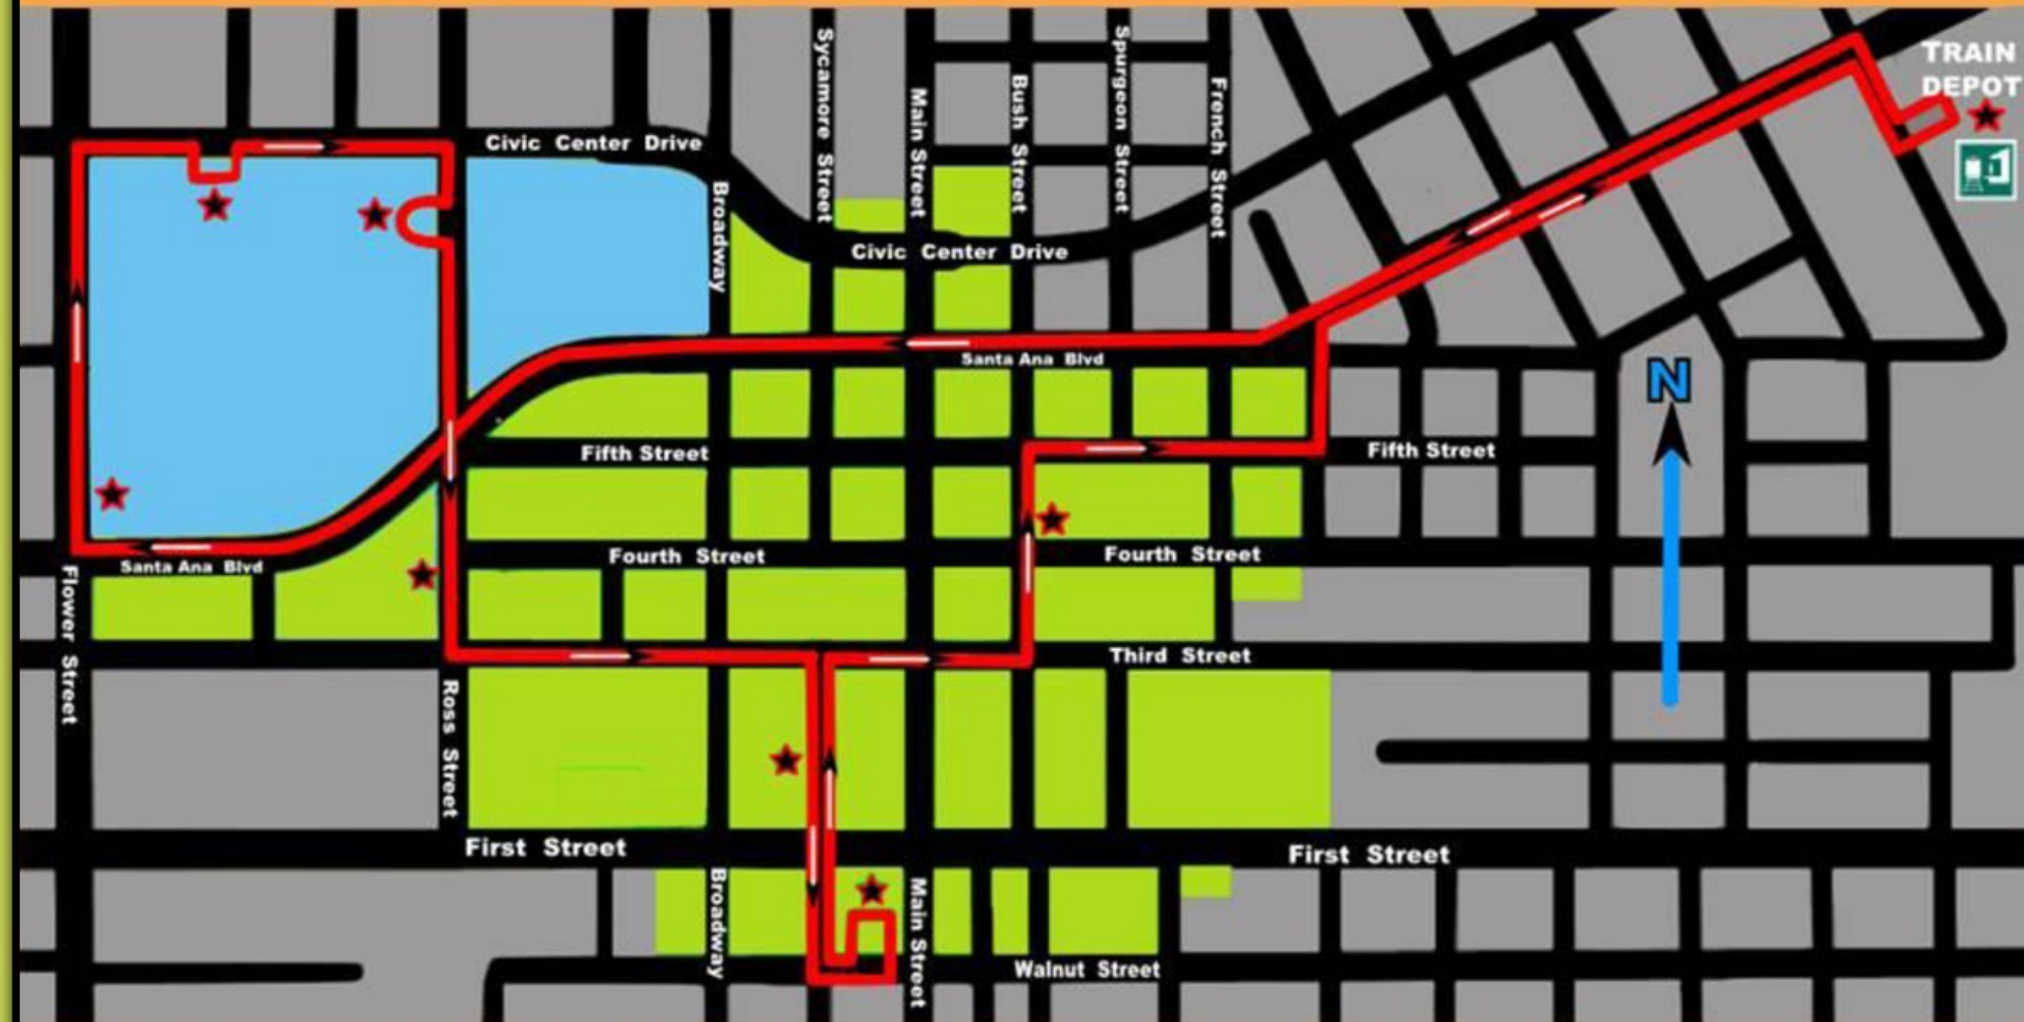 TRAIN
DEPOT
Sycamore Street
Main Street
Bush Street
Spurgeon Street
French Street
Civic Center Drive
Broadway
Civic Center Drive
Santa Ana Blvd
N
Fifth Street
Fifth Street
Fourth Street
Fourth Street
Santa Ana Blvd
Flower Street
Third Street
Ross Street
First Street
First Street
Broadway
Main Street
Walnut Street